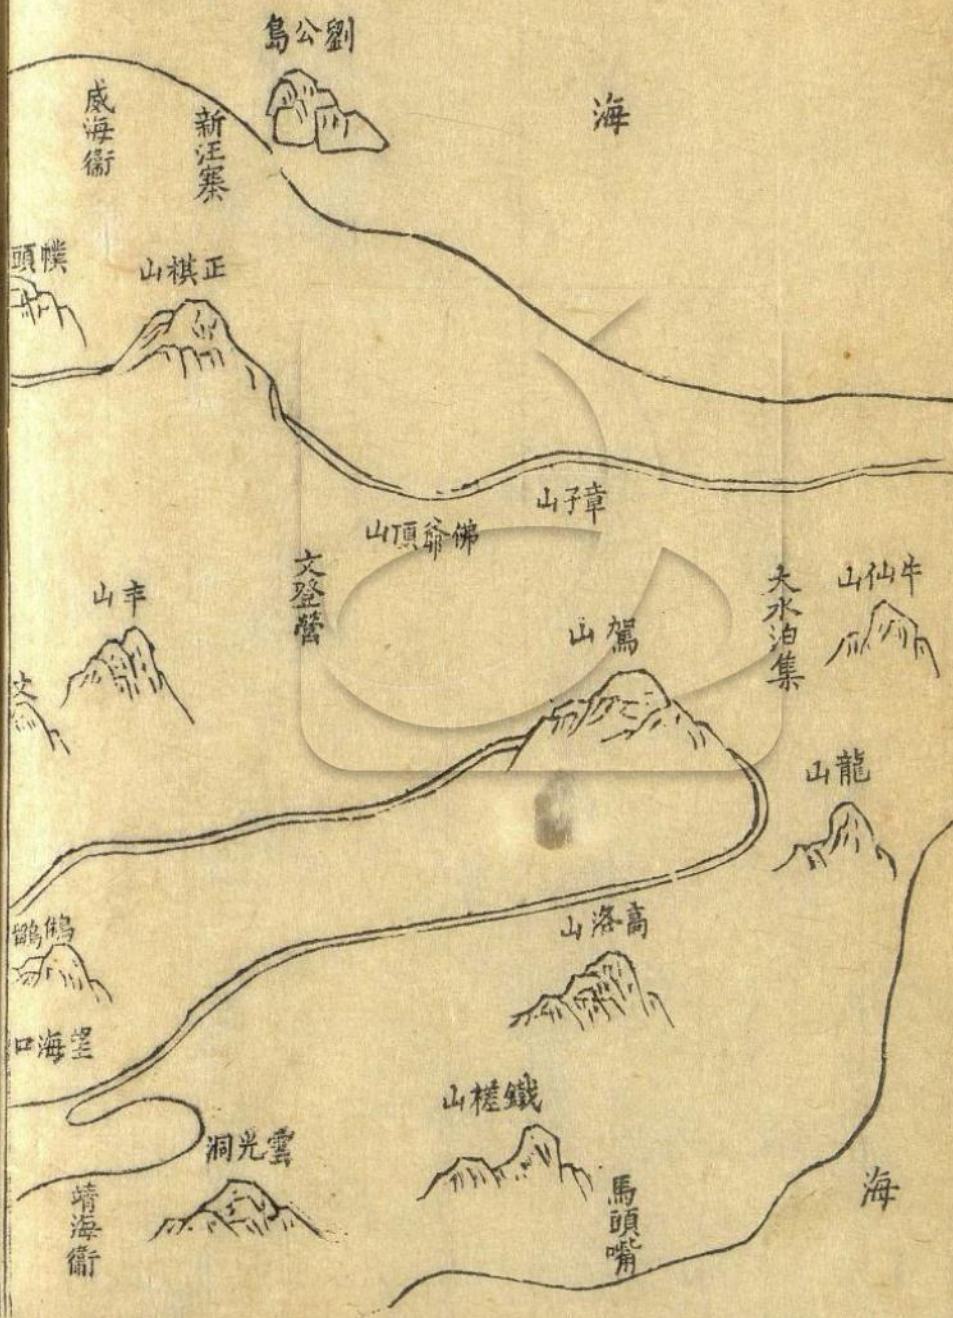 劉公島
海
威海衛
新汪寨
幞頭
正棋山
章子山
佛爺頂山
文登營
大水泊集
牛仙山
丰山
駕山
文
龍山
高洛山
望海口
鐵槎山
雲光洞
靖海衛
馬頭嘴
海